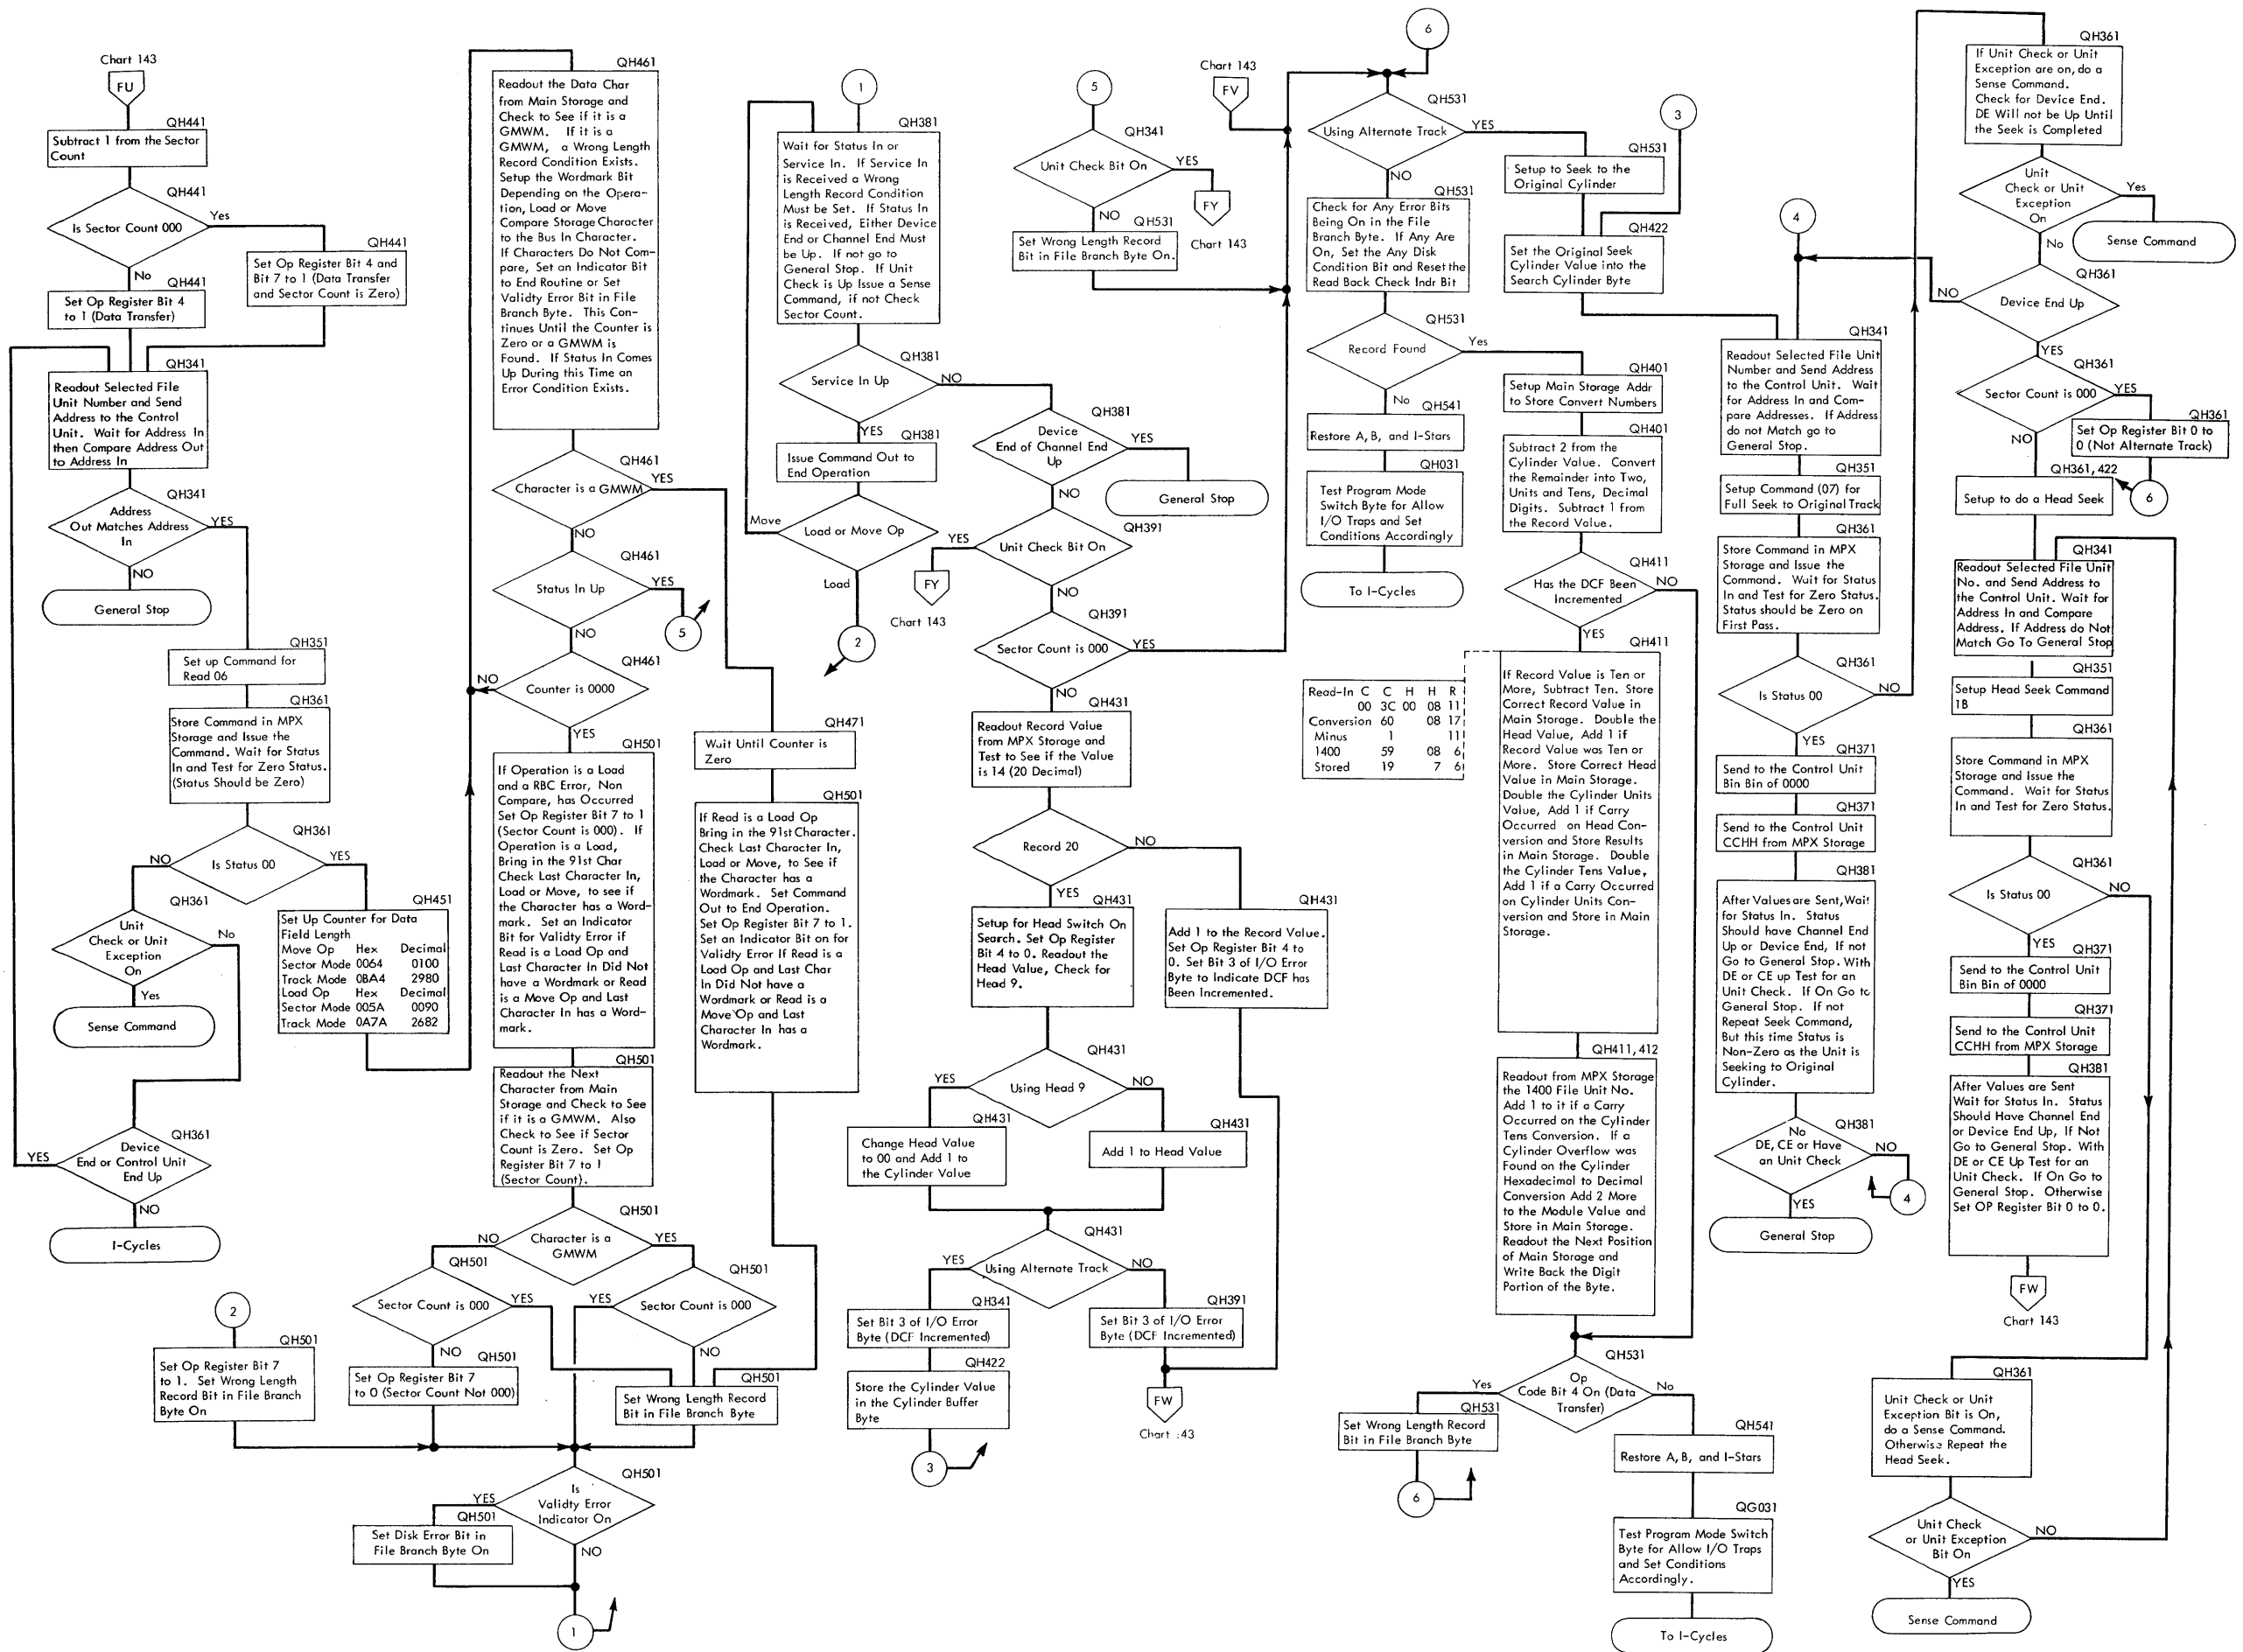 Chart 143
FU
QH441
Subtract 1 from the Sector
Count
QH441
Is Sector Count 000
Yes
No
QH441
Set Op Register Bit 4 and
Bit 7 to 1 (Data Transfer
and Sector Count is Zero)
QH441
Set Op Register Bit 4
to 1 (Data Transfer)
QH341
Readout Selected File
Unit Number and Send
Address to the Control
Unit. Wait for Address In
then Compare Address Out
to Address In
QH341
Address
Out Matches Address
In
YES
NO
General Stop
QH351
Set up Command for
Read 06
QH361
Store Command in MPX
Storage and Issue the
Command. Wait for Status
In and Test for Zero Status.
(Status Should be Zero)
QH361
Is Status 00
NO
YES
QH361
Unit
Check or Unit
Exception
On
No
Yes
Sense Command
QH451
Set Up Counter for Data
Field Length
Move Op Hex Decimal
Sector Mode 0064 0100
Track Mode 0BA4 2980
Load Op Hex Decimal
Sector Mode 005A 0090
Track Mode 0A7A 2682
QH361
Device
End or Control Unit
End Up
YES
NO
I-Cycles
QH461
Readout the Data Char
from Main Storage and
Check to See if it is a
GMWM. If it is a
GMWM, a Wrong Length
Record Condition Exists.
Setup the Wordmark Bit
Depending on the Opera-
tion, Load or Move
Compare Storage Character
to the Bus In Character.
If Characters Do Not Com-
pare, Set an Indicator Bit
to End Routine or Set
Validty Error Bit in File
Branch Byte. This Con-
tinues Until the Counter is
Zero or a GMWM is
Found. If Status In Comes
Up During this Time an
Error Condition Exists.
QH461
Character is a GMWM
YES
NO
QH461
Status In Up
YES
NO
5
QH461
Counter is 0000
NO
YES
QH501
If Operation is a Load
and a RBC Error, Non
Compare, has Occurred
Set Op Register Bit 7 to 1
(Sector Count is 000). If
Operation is a Load,
Bring in the 91st Char
Check Last Character In,
Load or Move, to see if
the Character has a Word-
mark. Set an Indicator
Bit for Validty Error if
Read is a Load Op and
Last Character In Did Not
have a Wordmark or Read
is a Move Op and Last
Character In has a Word-
mark.
QH501
Readout the Next
Character from Main
Storage and Check to See
if it is a GMWM. Also
Check to See if Sector
Count is Zero. Set Op
Register Bit 7 to 1
(Sector Count).
QH501
Character is a
GMWM
NO
YES
QH501
Sector Count is 000
YES
NO
QH501
Sector Count is 000
YES
NO
2
QH501
Set Op Register Bit 7
to 1. Set Wrong Length
Record Bit in File Branch
Byte On
QH501
Set Op Register Bit 7
to 0 (Sector Count Not 000)
QH501
Set Wrong Length Record
Bit in File Branch Byte
QH501
Is
Validty Error
Indicator On
YES
NO
QH501
Set Disk Error Bit in
File Branch Byte On
1
QH471
Wait Until Counter is
Zero
QH501
If Read is a Load Op
Bring in the 91st Character.
Check Last Character In,
Load or Move, to See if
the Character has a
Wordmark. Set Command
Out to End Operation.
Set Op Register Bit 7 to 1.
Set an Indicator Bit on for
Validty Error If Read is a
Load Op and Last Char
In Did Not have a
Wordmark or Read is a
Move Op and Last
Character In has a
Wordmark.
1
QH381
Wait for Status In or
Service In. If Service In
is Received a Wrong
Length Record Condition
Must be Set. If Status In
is Received, Either Device
End or Channel End Must
be Up. If not go to
General Stop. If Unit
Check is Up Issue a Sense
Command, if not Check
Sector Count.
QH381
Service In Up
NO
YES
QH381
Issue Command Out to
End Operation
Move
Load or Move Op
Load
2
QH381
Device
End of Channel End
Up
YES
NO
General Stop
QH391
Unit Check Bit On
YES
NO
FY
Chart 143
QH391
Sector Count is 000
YES
NO
QH431
Readout Record Value
from MPX Storage and
Test to See if the Value
is 14 (20 Decimal)
Record 20
NO
YES
QH431
Setup for Head Switch On
Search. Set Op Register
Bit 4 to 0. Readout the
Head Value, Check for
Head 9.
QH431
Add 1 to the Record Value.
Set Op Register Bit 4 to
0. Set Bit 3 of I/O Error
Byte to Indicate DCF has
Been Incremented.
QH431
Using Head 9
YES
NO
QH431
Change Head Value
to 00 and Add 1 to
the Cylinder Value
QH431
Add 1 to Head Value
QH431
Using Alternate Track
YES
NO
QH341
Set Bit 3 of I/O Error
Byte (DCF Incremented)
QH391
Set Bit 3 of I/O Error
Byte (DCF Incremented)
QH422
Store the Cylinder Value
in the Cylinder Buffer
Byte
3
FW
Chart :43
5
QH341
Unit Check Bit On
YES
NO
FY
Chart 143
QH531
Set Wrong Length Record
Bit in File Branch Byte On.
Chart 143
FV
6
QH531
Using Alternate Track
YES
NO
QH531
Check for Any Error Bits
Being On in the File
Branch Byte. If Any Are
On, Set the Any Disk
Condition Bit and Reset the
Read Back Check Indr Bit
QH531
Record Found
Yes
No
QH541
Restore A, B, and I-Stars
QH031
Test Program Mode
Switch Byte for Allow
I/O Traps and Set
Conditions Accordingly
To I-Cycles
3
QH531
Setup to Seek to the
Original Cylinder
QH422
Set the Original Seek
Cylinder Value into the
Search Cylinder Byte
QH401
Setup Main Storage Addr
to Store Convert Numbers
QH401
Subtract 2 from the
Cylinder Value. Convert
the Remainder into Two,
Units and Tens, Decimal
Digits. Subtract 1 from
the Record Value.
QH411
Has the DCF Been
Incremented
NO
YES
QH411
If Record Value is Ten or
More, Subtract Ten. Store
Correct Record Value in
Main Storage. Double the
Head Value, Add 1 if
Record Value was Ten or
More. Store Correct Head
Value in Main Storage.
Double the Cylinder Units
Value, Add 1 if Carry
Occurred on Head Con-
version and Store Results
in Main Storage. Double
the Cylinder Tens Value,
Add 1 if a Carry Occurred
on Cylinder Units Con-
version and Store in Main
Storage.
Read-In C C H H R
00 3C 00 08 11
Conversion 60 08 17
Minus 1 11
1400 59 08 6
Stored 19 7 6
QH411, 412
Readout from MPX Storage
the 1400 File Unit No.
Add 1 to it if a Carry
Occurred on the Cylinder
Tens Conversion. If a
Cylinder Overflow was
Found on the Cylinder
Hexadecimal to Decimal
Conversion Add 2 More
to the Module Value and
Store in Main Storage.
Readout the Next Position
of Main Storage and
Write Back the Digit
Portion of the Byte.
QH531
Op
Code Bit 4 On (Data
Transfer)
Yes
No
QH531
Set Wrong Length Record
Bit in File Branch Byte
6
QH541
Restore A, B, and I-Stars
QG031
Test Program Mode Switch
Byte for Allow I/O Traps
and Set Conditions
Accordingly.
To I-Cycles
4
QH341
Readout Selected File Unit
Number and Send Address
to the Control Unit. Wait
for Address In and Com-
pare Addresses. If Address
do not Match go to
General Stop.
QH351
Setup Command (07) for
Full Seek to Original Track
QH361
Store Command in MPX
Storage and Issue the
Command. Wait for Status
In and Test for Zero Status.
Status should be Zero on
First Pass.
QH361
Is Status 00
NO
YES
QH371
Send to the Control Unit
Bin Bin of 0000
QH371
Send to the Control Unit
CCHH from MPX Storage
QH381
After Values are Sent, Wait
for Status In. Status
Should have Channel End
Up or Device End, If not
Go to General Stop. With
DE or CE up Test for an
Unit Check. If On Go to
General Stop. If not
Repeat Seek Command,
But this time Status is
Non-Zero as the Unit is
Seeking to Original
Cylinder.
QH381
No
DE, CE or Have
an Unit Check
NO
YES
4
General Stop
QH361
If Unit Check or Unit
Exception are on, do a
Sense Command.
Check for Device End.
DE Will not be Up Until
the Seek is Completed
Unit
Check or Unit
Exception
On
Yes
No
Sense Command
QH361
Device End Up
NO
YES
QH361
Sector Count is 000
YES
NO
QH361
Set Op Register Bit 0 to
0 (Not Alternate Track)
6
QH361, 422
Setup to do a Head Seek
QH341
Readout Selected File Unit
No. and Send Address to
the Control Unit. Wait for
Address In and Compare
Address. If Address do Not
Match Go To General Stop
QH351
Setup Head Seek Command
1B
QH361
Store Command in MPX
Storage and Issue the
Command. Wait for Status
In and Test for Zero Status.
QH361
Is Status 00
NO
YES
QH371
Send to the Control Unit
Bin Bin of 0000
QH371
Send to the Control Unit
CCHH from MPX Storage
QH381
After Values are Sent
Wait for Status In. Status
Should Have Channel End
or Device End Up, If Not
Go to General Stop. With
DE or CE Up Test for an
Unit Check. If On Go to
General Stop. Otherwise
Set OP Register Bit 0 to 0.
FW
Chart 143
QH361
Unit Check or Unit
Exception Bit is On,
do a Sense Command.
Otherwise Repeat the
Head Seek.
Unit Check
or Unit Exception
Bit On
NO
YES
Sense Command